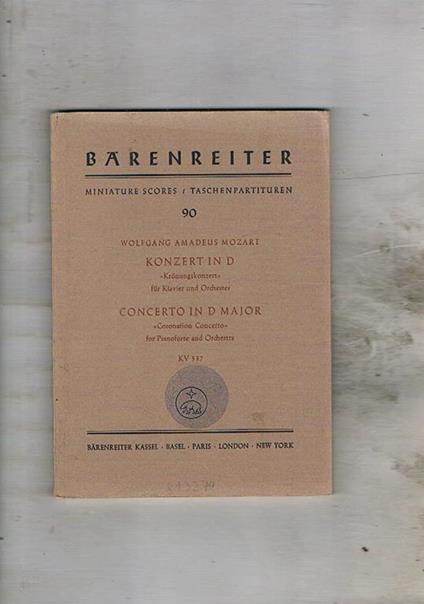 BÄRENREITER
MINIATURE SCORES / TASCHENPARTITUREN
90
WOLFGANG AMADEUS MOZART
KONZERT IN D
»Krönungskonzert«
für Klavier und Orchester
CONCERTO IN D MAJOR
»Coronation Concerto«
for Pianoforte and Orchestra
KV 537
BÄRENREITER KASSEL · BASEL · PARIS · LONDON · NEW YORK